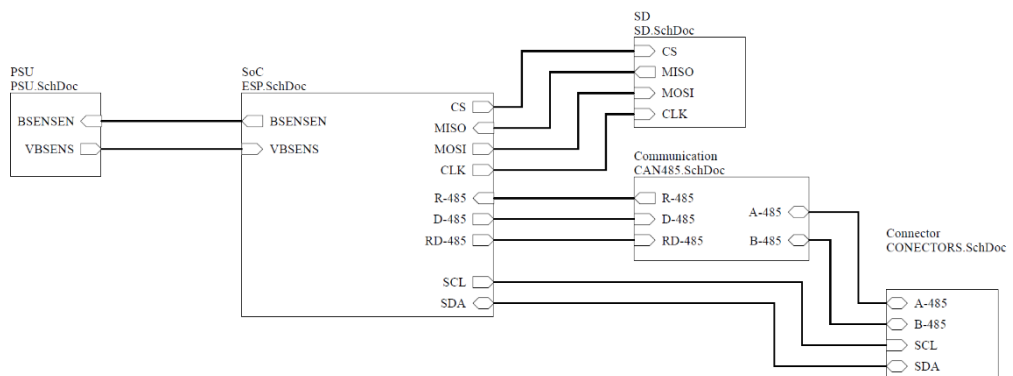 SD
SD.SchDoc
CS
MISO
MOSI
CLK
PSU
PSU.SchDoc
BSENSEN
VBSENS
SoC
ESP.SchDoc
BSENSEN
VBSENS
CS
MISO
MOSI
CLK
R-485
D-485
RD-485
SCL
SDA
Communication
CAN485.SchDoc
R-485
D-485
RD-485
A-485
B-485
Connector
CONECTORS.SchDoc
A-485
B-485
SCL
SDA